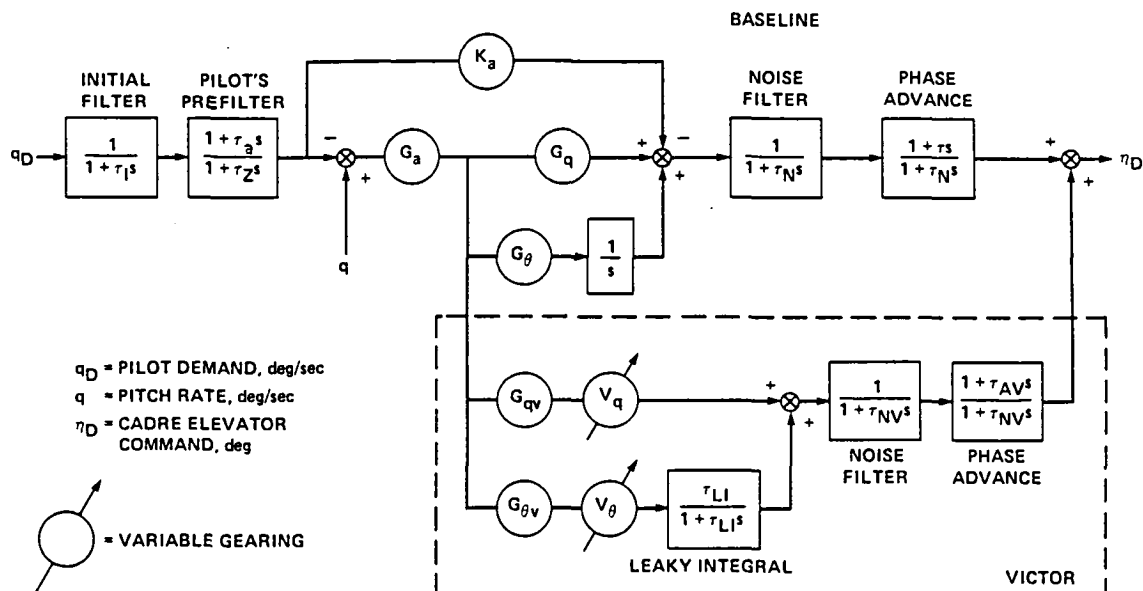 BASELINE
K_a
INITIAL
FILTER
PILOT'S
PREFILTER
NOISE
FILTER
PHASE
ADVANCE
q_D
1
1 + τ_I s
1 + τ_a s
1 + τ_Z s
−
+
G_a
G_q
+
−
+
1
1 + τ_N s
1 + τs
1 + τ_N s
+
+
η_D
q
G_θ
1
s
q_D = PILOT DEMAND, deg/sec
q = PITCH RATE, deg/sec
η_D = CADRE ELEVATOR
COMMAND, deg
= VARIABLE GEARING
G_qv
V_q
+
+
1
1 + τ_NV s
NOISE
FILTER
1 + τ_AV s
1 + τ_NV s
PHASE
ADVANCE
G_θv
V_θ
τ_LI
1 + τ_LI s
LEAKY INTEGRAL
VICTOR